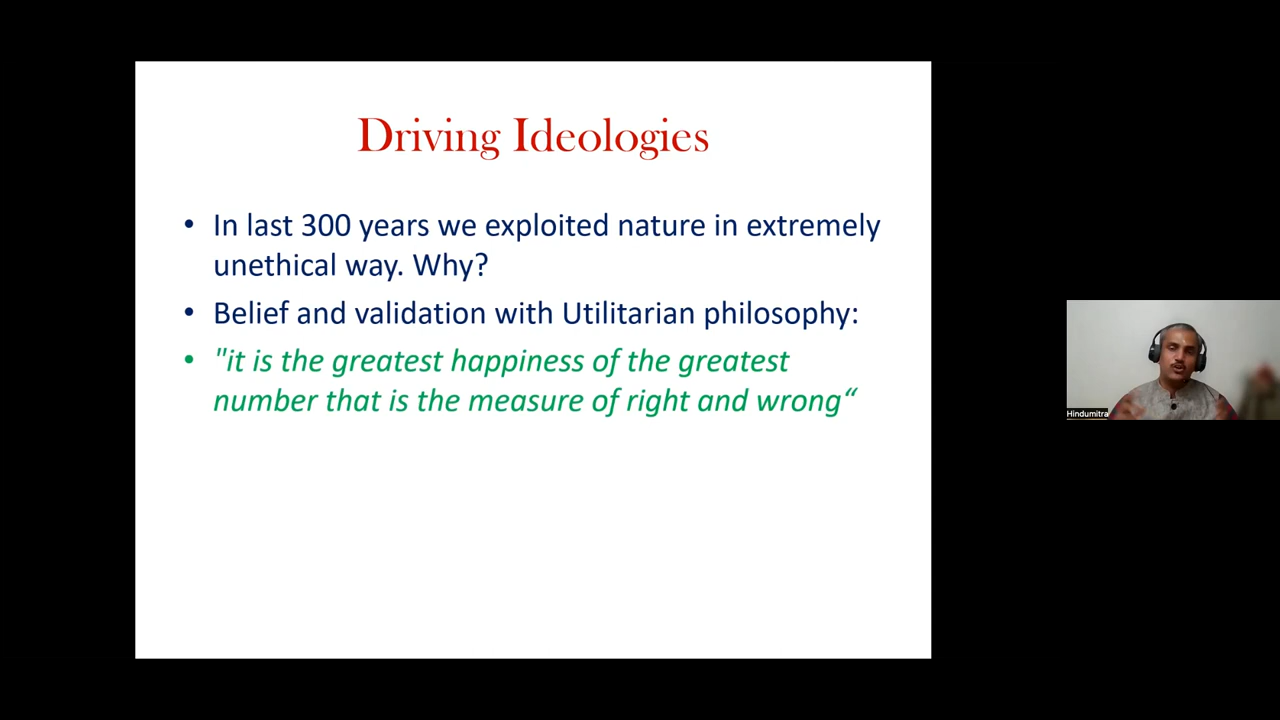 Driving Ideologies
• In last 300 years we exploited nature in extremely
unethical way. Why?
• Belief and validation with Utilitarian philosophy:
• "it is the greatest happiness of the greatest
number that is the measure of right and wrong“
Hindumitra